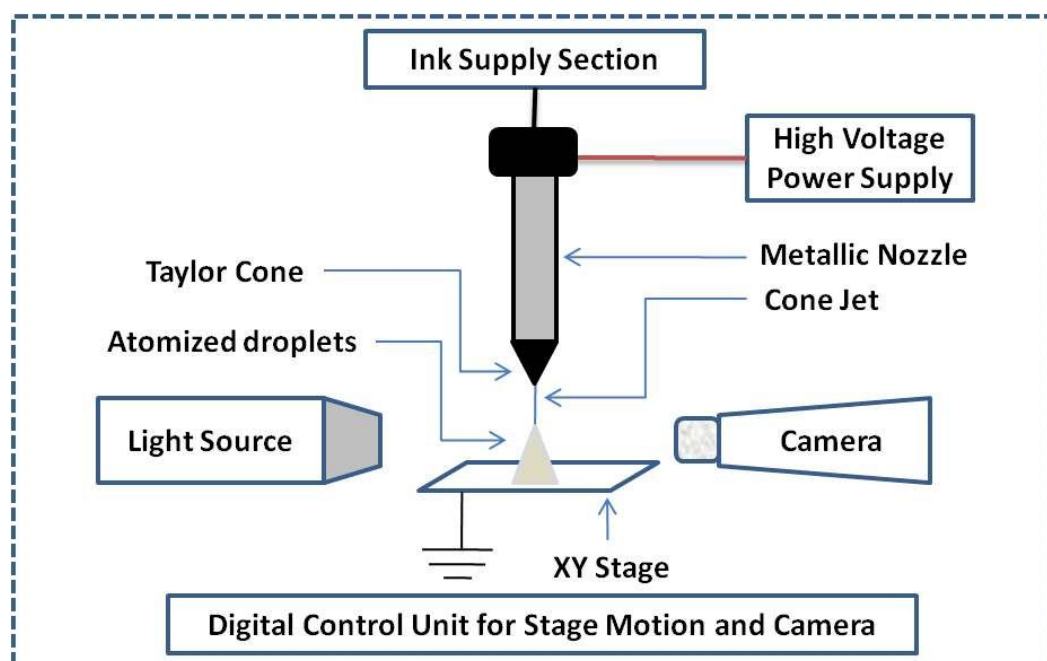 Ink Supply Section
High Voltage
Power Supply
Metallic Nozzle
Taylor Cone
Cone Jet
Atomized droplets
Light Source
Camera
XY Stage
Digital Control Unit for Stage Motion and Camera